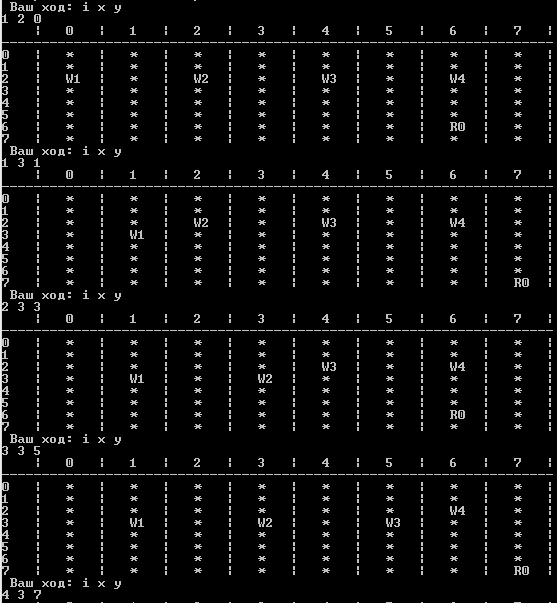 Ваш ход: i x y
1 2 0
¦ 0 ¦ 1 ¦ 2 ¦ 3 ¦ 4 ¦ 5 ¦ 6 ¦ 7 ¦
0 ¦ * ¦ * ¦ * ¦ * ¦ * ¦ * ¦ * ¦ * ¦
1 ¦ * ¦ * ¦ * ¦ * ¦ * ¦ * ¦ * ¦ * ¦
2 ¦ W1 ¦ * ¦ W2 ¦ * ¦ W3 ¦ * ¦ W4 ¦ * ¦
3 ¦ * ¦ * ¦ * ¦ * ¦ * ¦ * ¦ * ¦ * ¦
4 ¦ * ¦ * ¦ * ¦ * ¦ * ¦ * ¦ * ¦ * ¦
5 ¦ * ¦ * ¦ * ¦ * ¦ * ¦ * ¦ * ¦ * ¦
6 ¦ * ¦ * ¦ * ¦ * ¦ * ¦ * ¦ R0 ¦ * ¦
7 ¦ * ¦ * ¦ * ¦ * ¦ * ¦ * ¦ * ¦ * ¦
Ваш ход: i x y
1 3 1
¦ 0 ¦ 1 ¦ 2 ¦ 3 ¦ 4 ¦ 5 ¦ 6 ¦ 7 ¦
0 ¦ * ¦ * ¦ * ¦ * ¦ * ¦ * ¦ * ¦ * ¦
1 ¦ * ¦ * ¦ * ¦ * ¦ * ¦ * ¦ * ¦ * ¦
2 ¦ * ¦ * ¦ W2 ¦ * ¦ W3 ¦ * ¦ W4 ¦ * ¦
3 ¦ * ¦ W1 ¦ * ¦ * ¦ * ¦ * ¦ * ¦ * ¦
4 ¦ * ¦ * ¦ * ¦ * ¦ * ¦ * ¦ * ¦ * ¦
5 ¦ * ¦ * ¦ * ¦ * ¦ * ¦ * ¦ * ¦ * ¦
6 ¦ * ¦ * ¦ * ¦ * ¦ * ¦ * ¦ * ¦ * ¦
7 ¦ * ¦ * ¦ * ¦ * ¦ * ¦ * ¦ * ¦ R0 ¦
Ваш ход: i x y
2 3 3
¦ 0 ¦ 1 ¦ 2 ¦ 3 ¦ 4 ¦ 5 ¦ 6 ¦ 7 ¦
0 ¦ * ¦ * ¦ * ¦ * ¦ * ¦ * ¦ * ¦ * ¦
1 ¦ * ¦ * ¦ * ¦ * ¦ * ¦ * ¦ * ¦ * ¦
2 ¦ * ¦ * ¦ * ¦ * ¦ W3 ¦ * ¦ W4 ¦ * ¦
3 ¦ * ¦ W1 ¦ * ¦ W2 ¦ * ¦ * ¦ * ¦ * ¦
4 ¦ * ¦ * ¦ * ¦ * ¦ * ¦ * ¦ * ¦ * ¦
5 ¦ * ¦ * ¦ * ¦ * ¦ * ¦ * ¦ * ¦ * ¦
6 ¦ * ¦ * ¦ * ¦ * ¦ * ¦ * ¦ R0 ¦ * ¦
7 ¦ * ¦ * ¦ * ¦ * ¦ * ¦ * ¦ * ¦ * ¦
Ваш ход: i x y
3 3 5
¦ 0 ¦ 1 ¦ 2 ¦ 3 ¦ 4 ¦ 5 ¦ 6 ¦ 7 ¦
0 ¦ * ¦ * ¦ * ¦ * ¦ * ¦ * ¦ * ¦ * ¦
1 ¦ * ¦ * ¦ * ¦ * ¦ * ¦ * ¦ * ¦ * ¦
2 ¦ * ¦ * ¦ * ¦ * ¦ * ¦ * ¦ W4 ¦ * ¦
3 ¦ * ¦ W1 ¦ * ¦ W2 ¦ * ¦ W3 ¦ * ¦ * ¦
4 ¦ * ¦ * ¦ * ¦ * ¦ * ¦ * ¦ * ¦ * ¦
5 ¦ * ¦ * ¦ * ¦ * ¦ * ¦ * ¦ * ¦ * ¦
6 ¦ * ¦ * ¦ * ¦ * ¦ * ¦ * ¦ * ¦ * ¦
7 ¦ * ¦ * ¦ * ¦ * ¦ * ¦ * ¦ * ¦ R0 ¦
Ваш ход: i x y
4 3 7